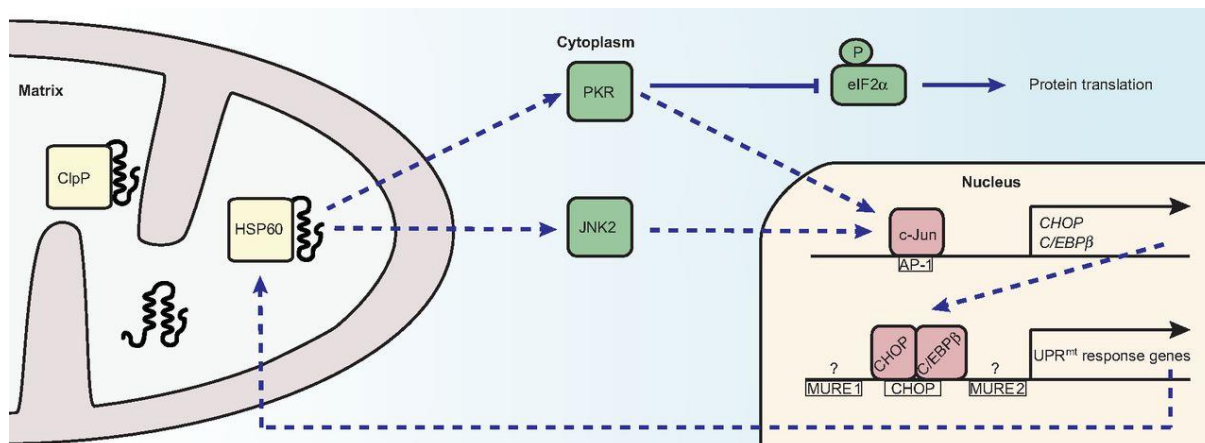 Matrix
Cytoplasm
P
PKR
eIF2α
Protein translation
ClpP
HSP60
JNK2
Nucleus
c-Jun
AP-1
CHOP
C/EBPβ
CHOP
C/EBPβ
UPRmt response genes
?
?
MURE1
CHOP
MURE2